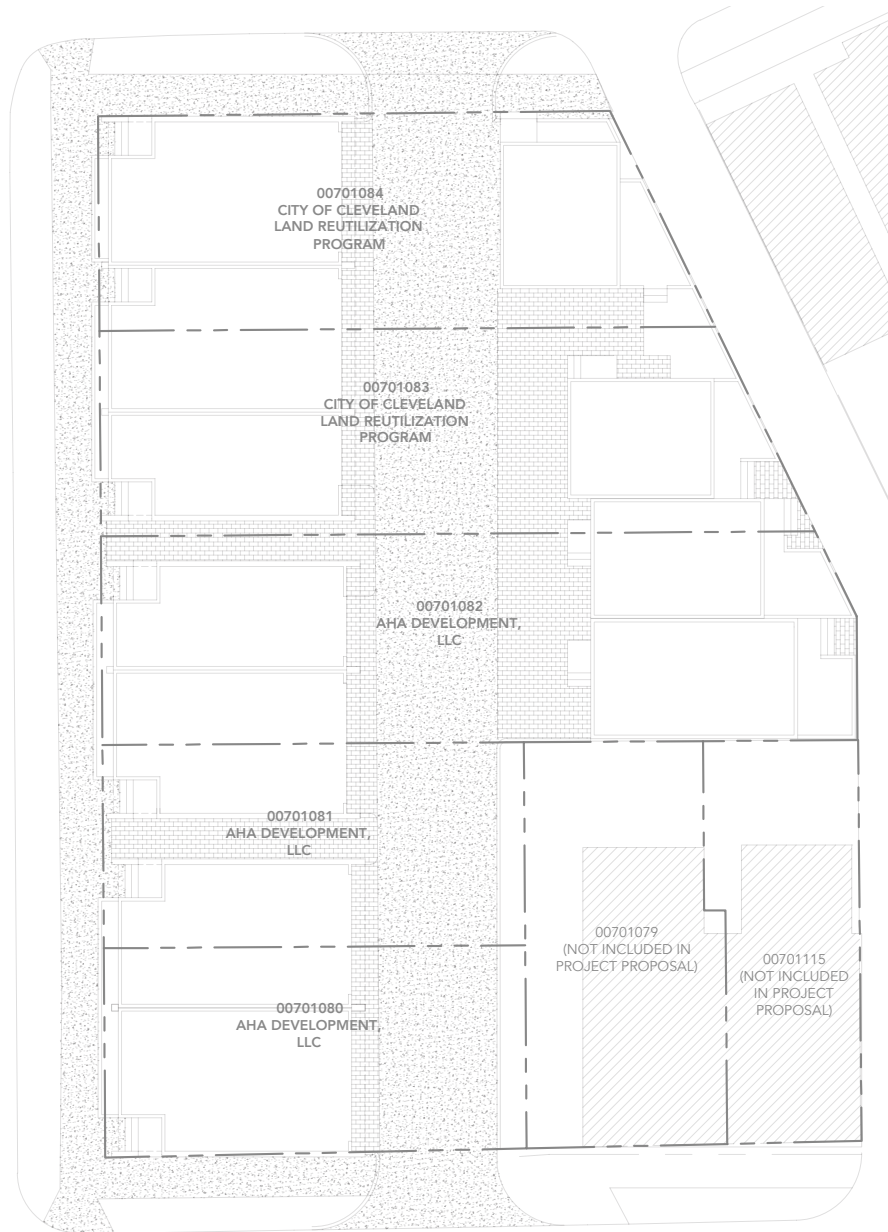 00701084
CITY OF CLEVELAND
LAND REUTILIZATION
PROGRAM
00701083
CITY OF CLEVELAND
LAND REUTILIZATION
PROGRAM
00701082
AHA DEVELOPMENT,
LLC
00701081
AHA DEVELOPMENT,
LLC
00701079
(NOT INCLUDED IN
PROJECT PROPOSAL)
00701115
(NOT INCLUDED
IN PROJECT
PROPOSAL)
00701080
AHA DEVELOPMENT,
LLC